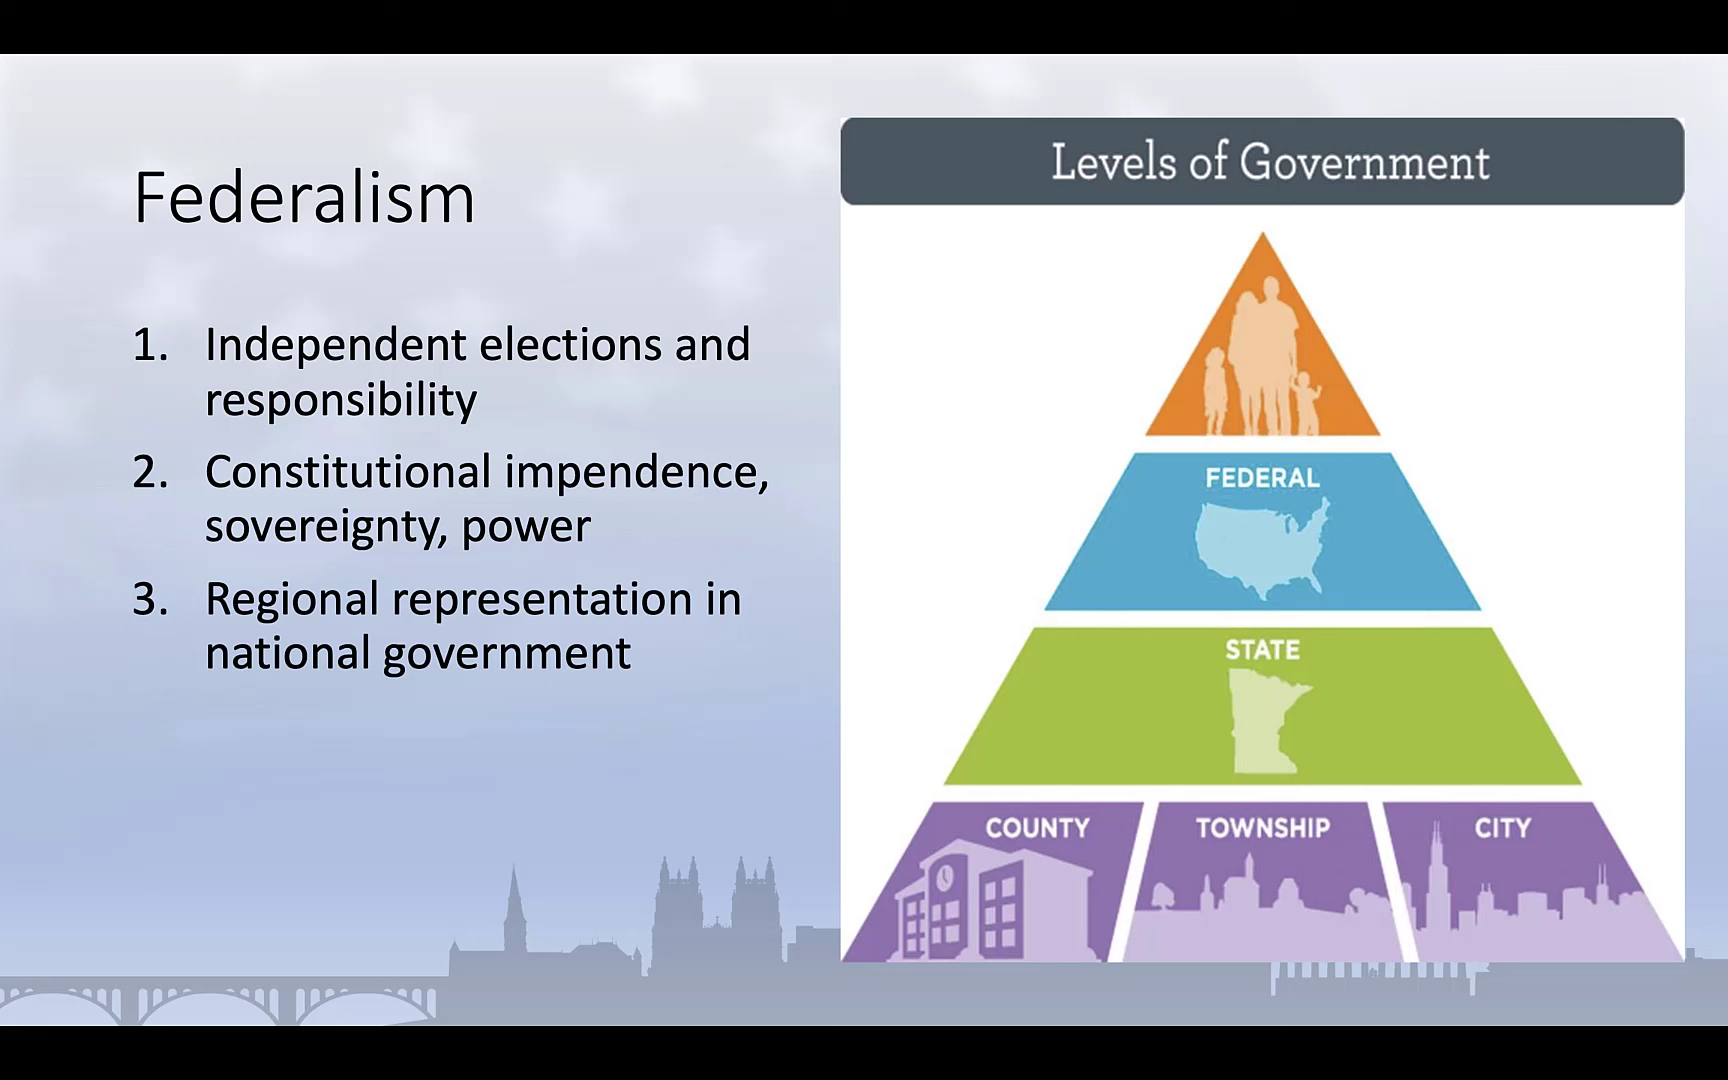 Federalism
1. Independent elections and
responsibility
2. Constitutional impendence,
sovereignty, power
3. Regional representation in
national government
Levels of Government
FEDERAL
STATE
COUNTY
TOWNSHIP
CITY